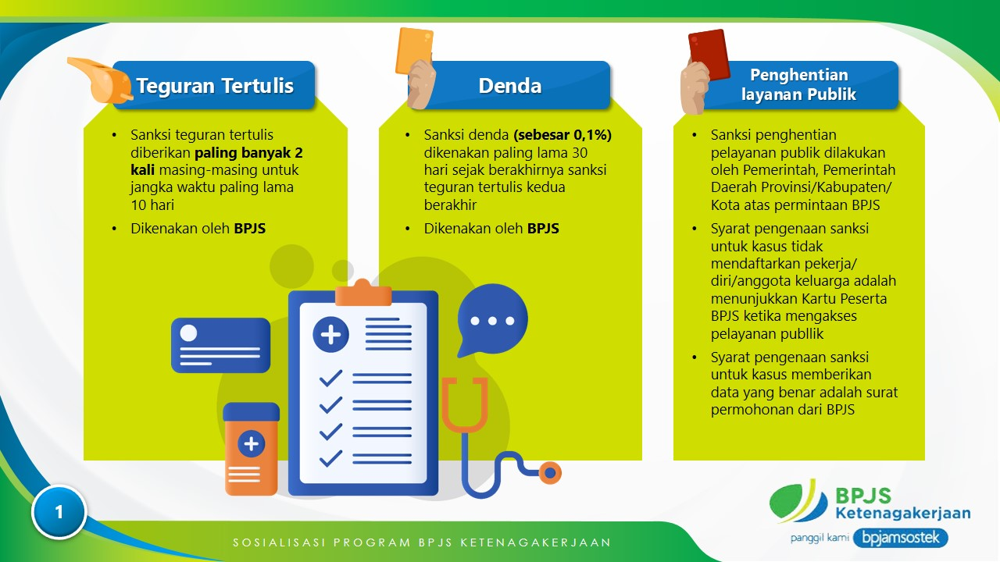 Teguran Tertulis
• Sanksi teguran tertulis
diberikan paling banyak 2
kali masing-masing untuk
jangka waktu paling lama
10 hari
• Dikenakan oleh BPJS
Denda
• Sanksi denda (sebesar 0,1%)
dikenakan paling lama 30
hari sejak berakhirnya sanksi
teguran tertulis kedua
berakhir
• Dikenakan oleh BPJS
Penghentian
layanan Publik
• Sanksi penghentian
pelayanan publik dilakukan
oleh Pemerintah, Pemerintah
Daerah Provinsi/Kabupaten/
Kota atas permintaan BPJS
• Syarat pengenaan sanksi
untuk kasus tidak
mendaftarkan pekerja/
diri/anggota keluarga adalah
menunjukkan Kartu Peserta
BPJS ketika mengakses
pelayanan publlik
• Syarat pengenaan sanksi
untuk kasus memberikan
data yang benar adalah surat
permohonan dari BPJS
1
SOSIALISASI PROGRAM BPJS KETENAGAKERJAAN
BPJS
Ketenagakerjaan
panggil kami bpjamsostek